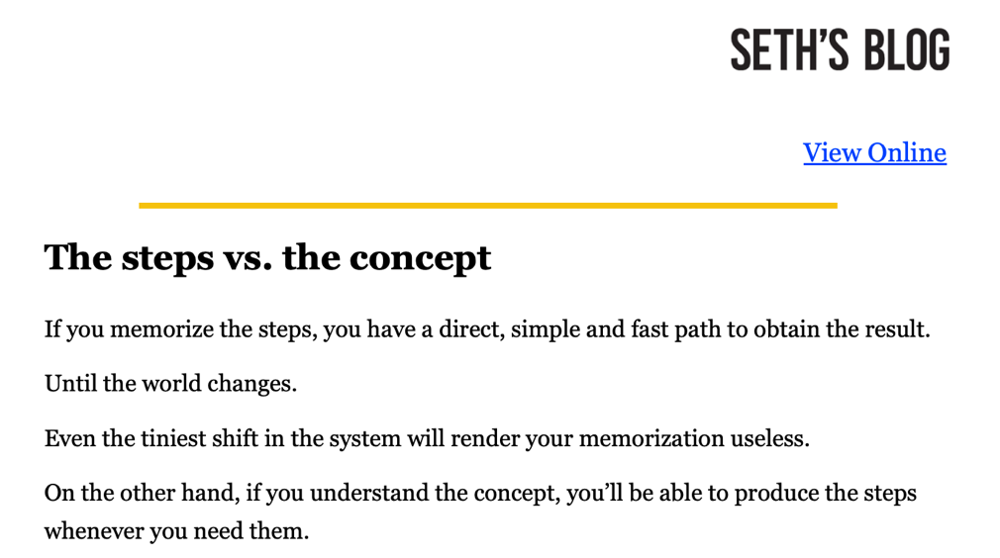 SETH'S BLOG
View Online
The steps vs. the concept
If you memorize the steps, you have a direct, simple and fast path to obtain the result.
Until the world changes.
Even the tiniest shift in the system will render your memorization useless.
On the other hand, if you understand the concept, you’ll be able to produce the steps
whenever you need them.